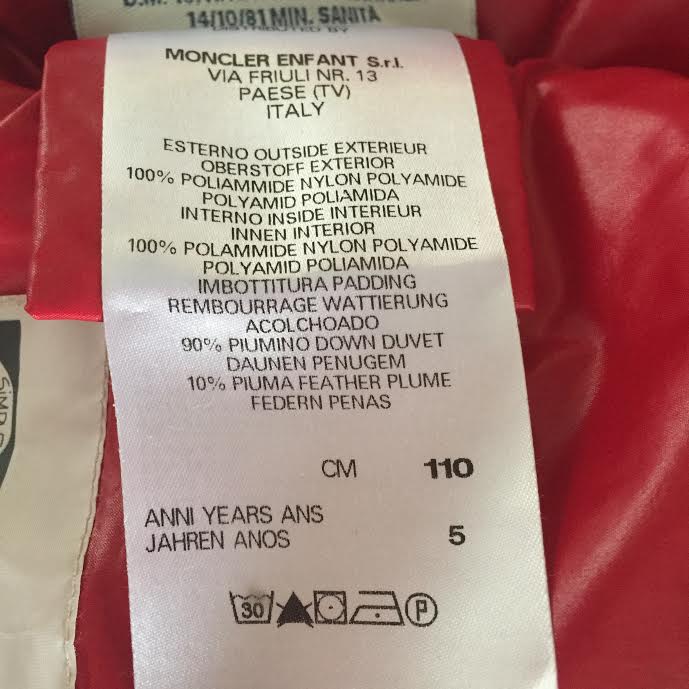 14/10/81 MIN. SANITA
DISTRIBUTED BY
MONCLER ENFANT S.r.l.
VIA FRIULI NR. 13
PAESE (TV)
ITALY
ESTERNO OUTSIDE EXTERIEUR
OBERSTOFF EXTERIOR
100% POLIAMMIDE NYLON POLYAMIDE
POLYAMID POLIAMIDA
INTERNO INSIDE INTERIEUR
INNEN INTERIOR
100% POLAMMIDE NYLON POLYAMIDE
POLYAMID POLIAMIDA
IMBOTTITURA PADDING
REMBOURRAGE WATTIERUNG
ACOLCHOADO
90% PIUMINO DOWN DUVET
DAUNEN PENUGEM
10% PIUMA FEATHER PLUME
FEDERN PENAS
CM 110
ANNI YEARS ANS
JAHREN ANOS 5
30 P